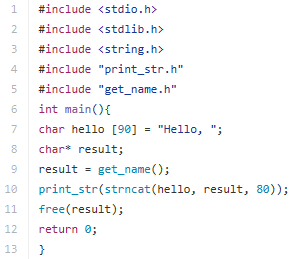 1 #include <stdio.h>
2 #include <stdlib.h>
3 #include <string.h>
4 #include "print_str.h"
5 #include "get_name.h"
6 int main(){
7 char hello [90] = "Hello, ";
8 char* result;
9 result = get_name();
10 print_str(strncat(hello, result, 80));
11 free(result);
12 return 0;
13 }